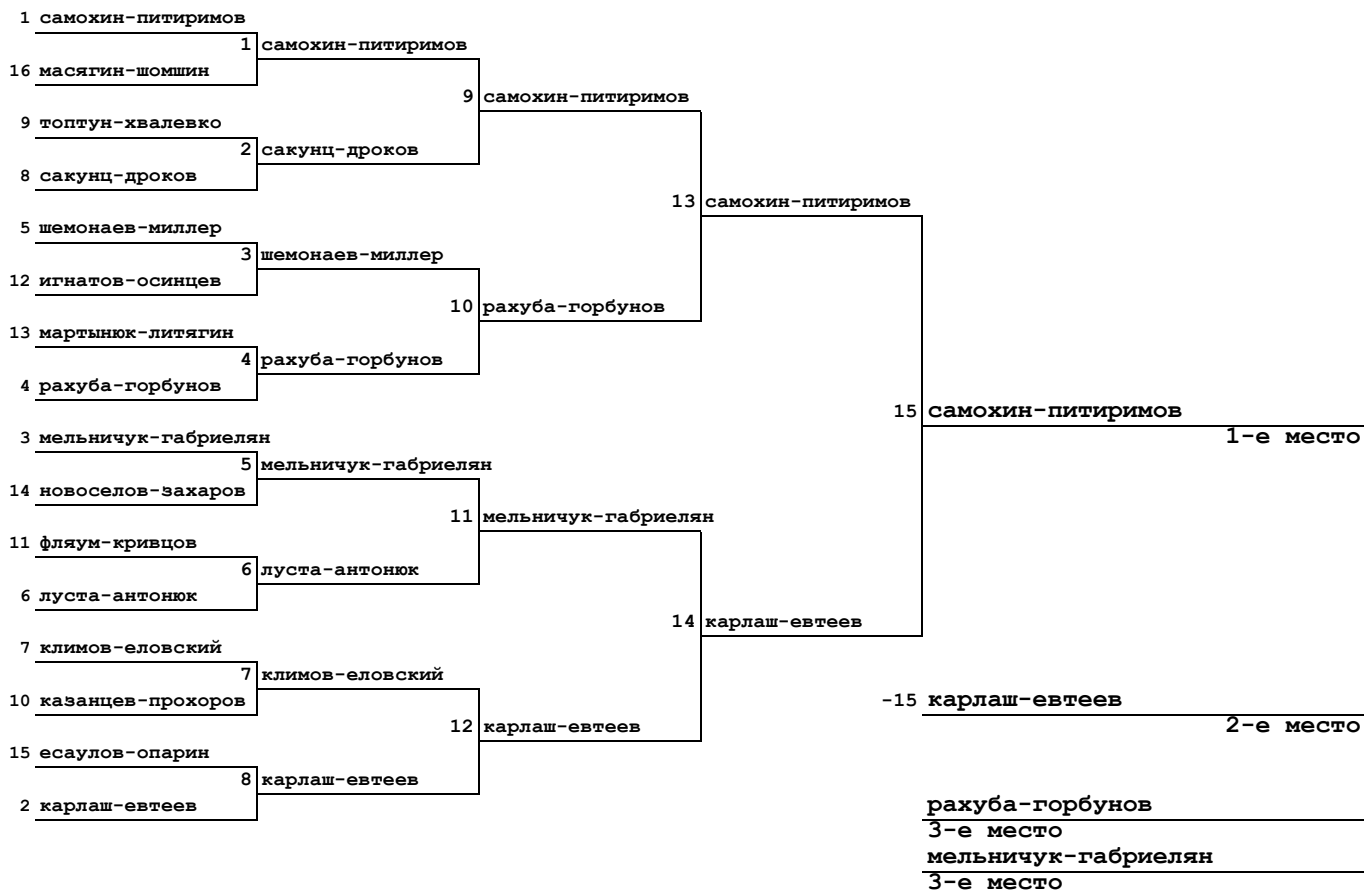 1 самохин-питиримов
1 самохин-питиримов
16 масягин-шомшин
9 самохин-питиримов
9 топтун-хвалевко
2 сакунц-дроков
8 сакунц-дроков
13 самохин-питиримов
5 шемонаев-миллер
3 шемонаев-миллер
12 игнатов-осинцев
10 рахуба-горбунов
13 мартынюк-литягин
4 рахуба-горбунов
4 рахуба-горбунов
15 самохин-питиримов
1-е место
3 мельничук-габриелян
5 мельничук-габриелян
14 новоселов-захаров
11 мельничук-габриелян
11 фляум-кривцов
6 луста-антонюк
6 луста-антонюк
14 карлаш-евтеев
7 климов-еловский
7 климов-еловский
10 казанцев-прохоров
-15 карлаш-евтеев
2-е место
12 карлаш-евтеев
15 есаулов-опарин
8 карлаш-евтеев
2 карлаш-евтеев
рахуба-горбунов
3-е место
мельничук-габриелян
3-е место